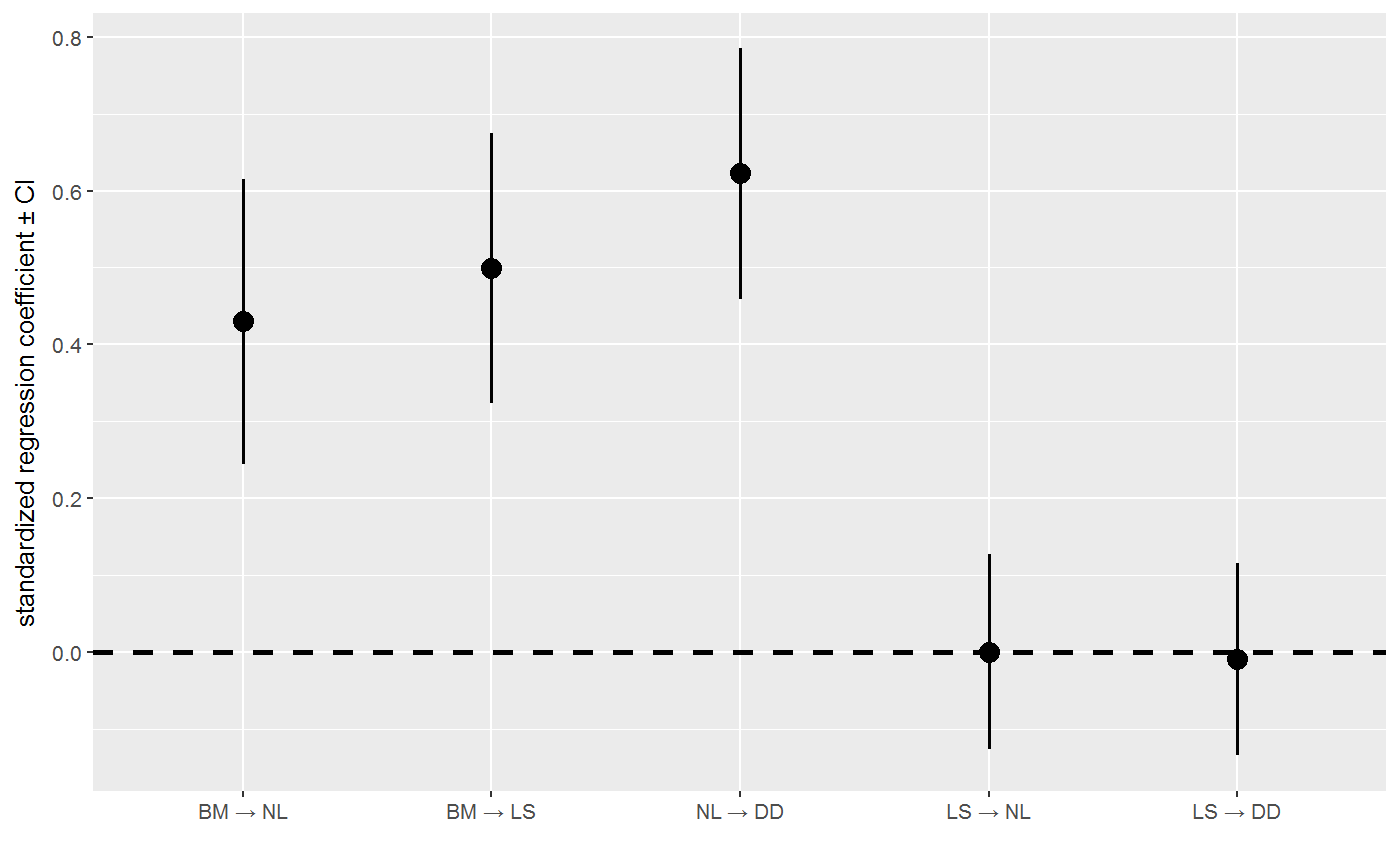 standardized regression coefficient ± CI
0.8
0.6
0.4
0.2
0.0
BM → NL
BM → LS
NL → DD
LS → NL
LS → DD